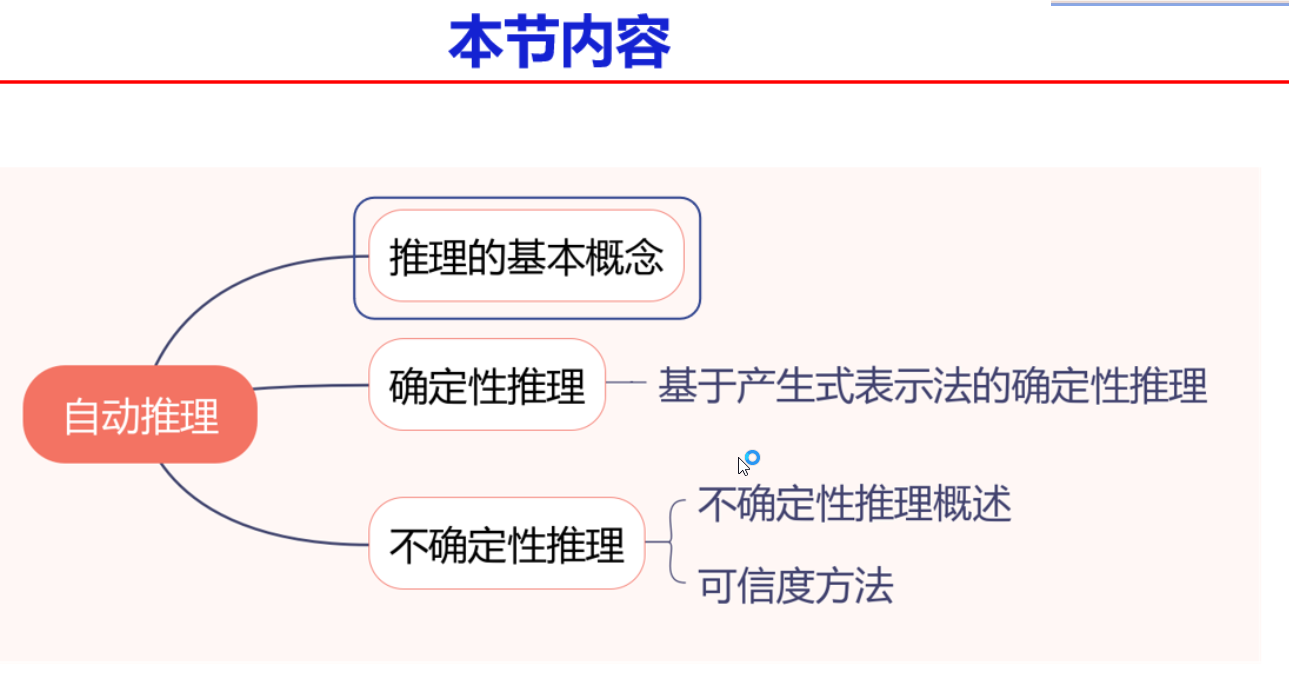 本节内容
推理的基本概念
自动推理
确定性推理
基于产生式表示法的确定性推理
不确定性推理
不确定性推理概述
可信度方法